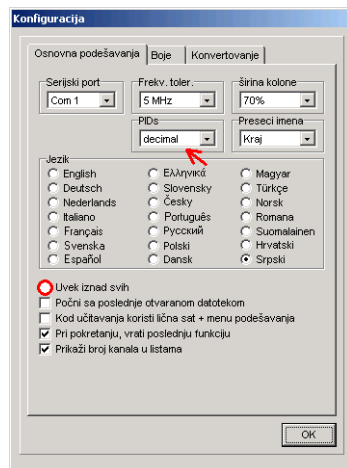 Konfiguracija
Osnovna podešavanja Boje Konvertovanje
Serijski port Frekv. toler. širina kolone
Com 1 5 MHz 70%
PIDs Preseci imena
decimal Kraj
Jezik
English Ελληνικά Magyar
Deutsch Slovensky Türkçe
Nederlands Česky Norsk
Italiano Português Romana
Français Русский Suomalainen
Svenska Polski Hrvatski
Español Dansk Srpski
Uvek iznad svih
Počni sa poslednje otvaranom datotekom
Kod učitavanja koristi lična sat + menu podešavanja
Pri pokretanju, vrati poslednju funkciju
Prikaži broj kanala u listama
OK